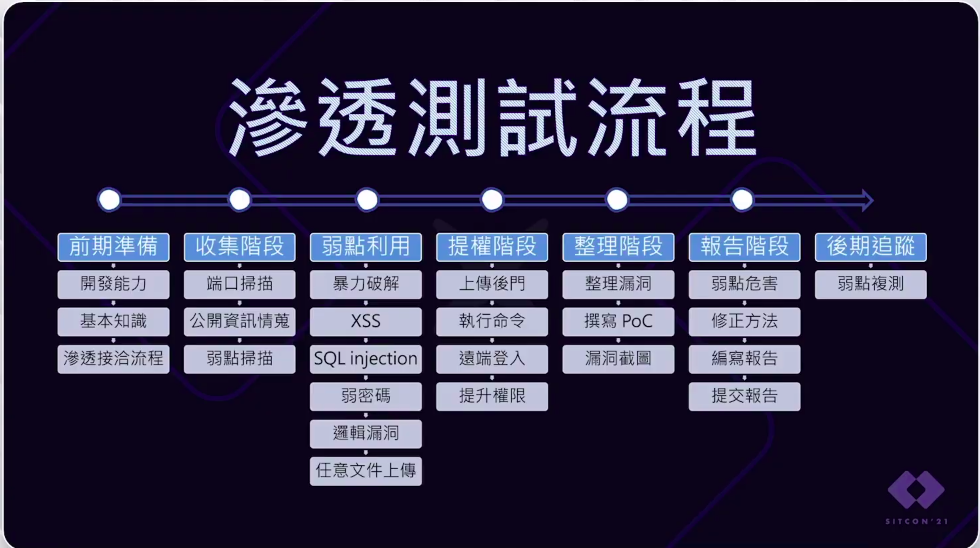 滲透測試流程
前期準備
開發能力
基本知識
滲透接洽流程
收集階段
端口掃描
公開資訊情蒐
弱點掃描
弱點利用
暴力破解
XSS
SQL injection
弱密碼
邏輯漏洞
任意文件上傳
提權階段
上傳後門
執行命令
遠端登入
提升權限
整理階段
整理漏洞
撰寫 PoC
漏洞截圖
報告階段
弱點危害
修正方法
編寫報告
提交報告
後期追蹤
弱點複測
SITCON'21